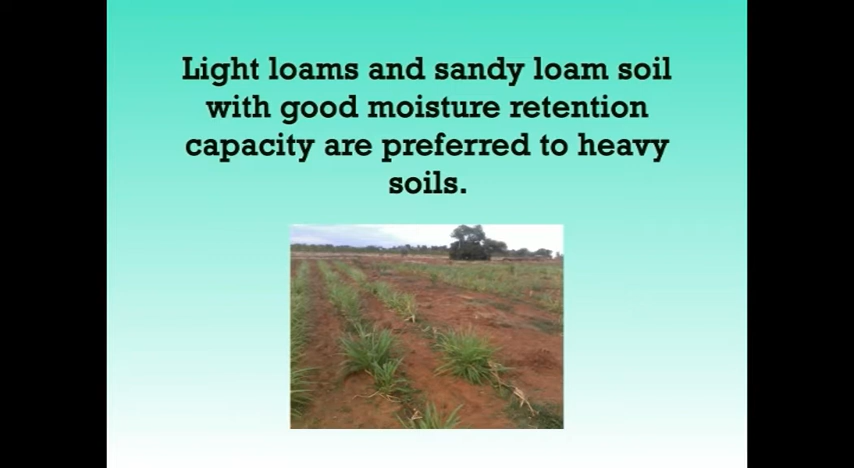 Light loams and sandy loam soil
with good moisture retention
capacity are preferred to heavy
soils.